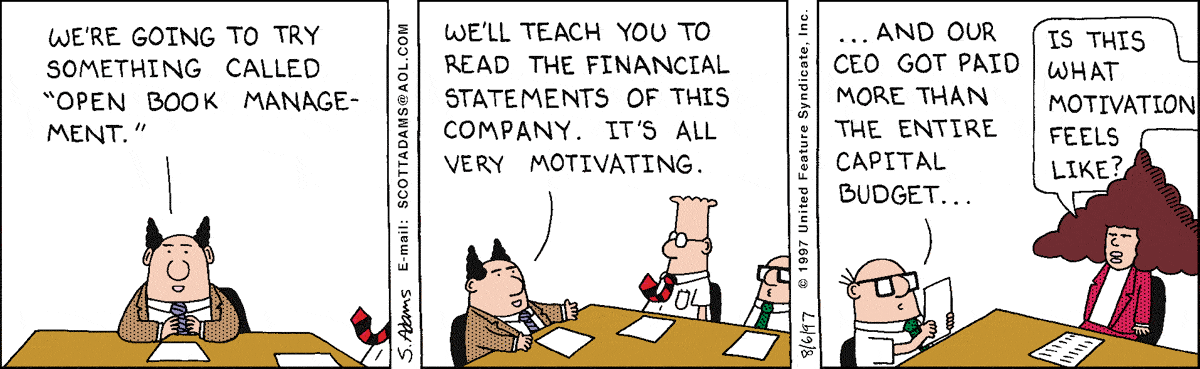 WE'RE GOING TO TRY
SOMETHING CALLED
"OPEN BOOK MANAGE-
MENT."
S. Adams E-mail: SCOTTADAMS@AOL.COM
WE'LL TEACH YOU TO
READ THE FINANCIAL
STATEMENTS OF THIS
COMPANY. IT'S ALL
VERY MOTIVATING.
8/6/97 © 1997 United Feature Syndicate, Inc.
...AND OUR
CEO GOT PAID
MORE THAN
THE ENTIRE
CAPITAL
BUDGET...
IS THIS
WHAT
MOTIVATION
FEELS
LIKE?